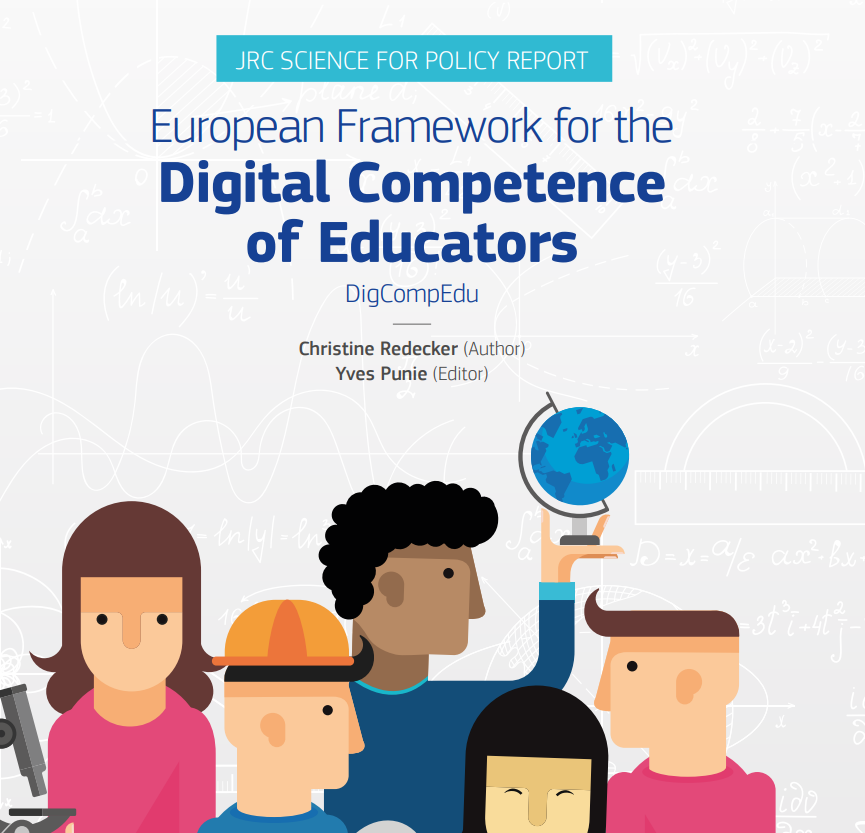 JRC SCIENCE FOR POLICY REPORT
European Framework for the
Digital Competence
of Educators
DigCompEdu
Christine Redecker (Author)
Yves Punie (Editor)